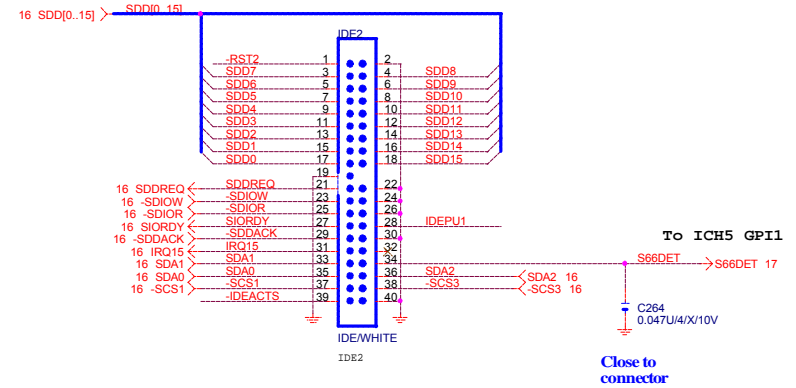 16 SDD[0..15] SDD[0..15]
IDE2
-RST2 1 2
SDD7 3 4 SDD8
SDD6 5 6 SDD9
SDD5 7 8 SDD10
SDD4 9 10 SDD11
SDD3 11 12 SDD12
SDD2 13 14 SDD13
SDD1 15 16 SDD14
SDD0 17 18 SDD15
19
16 SDDREQ SDDREQ 21 22
16 -SDIOW -SDIOW 23 24
16 -SDIOR -SDIOR 25 26
16 SIORDY SIORDY 27 28 IDEPU1
16 -SDDACK -SDDACK 29 30
16 IRQ15 IRQ15 31 32
To ICH5 GPI1
16 SDA1 SDA1 33 34 S66DET S66DET 17
16 SDA0 SDA0 35 36 SDA2 SDA2 16
16 -SCS1 -SCS1 37 38 -SCS3 -SCS3 16
-IDEACTS 39 40
C264
0.047U/4/X/10V
IDE/WHITE
IDE2
Close to
connector